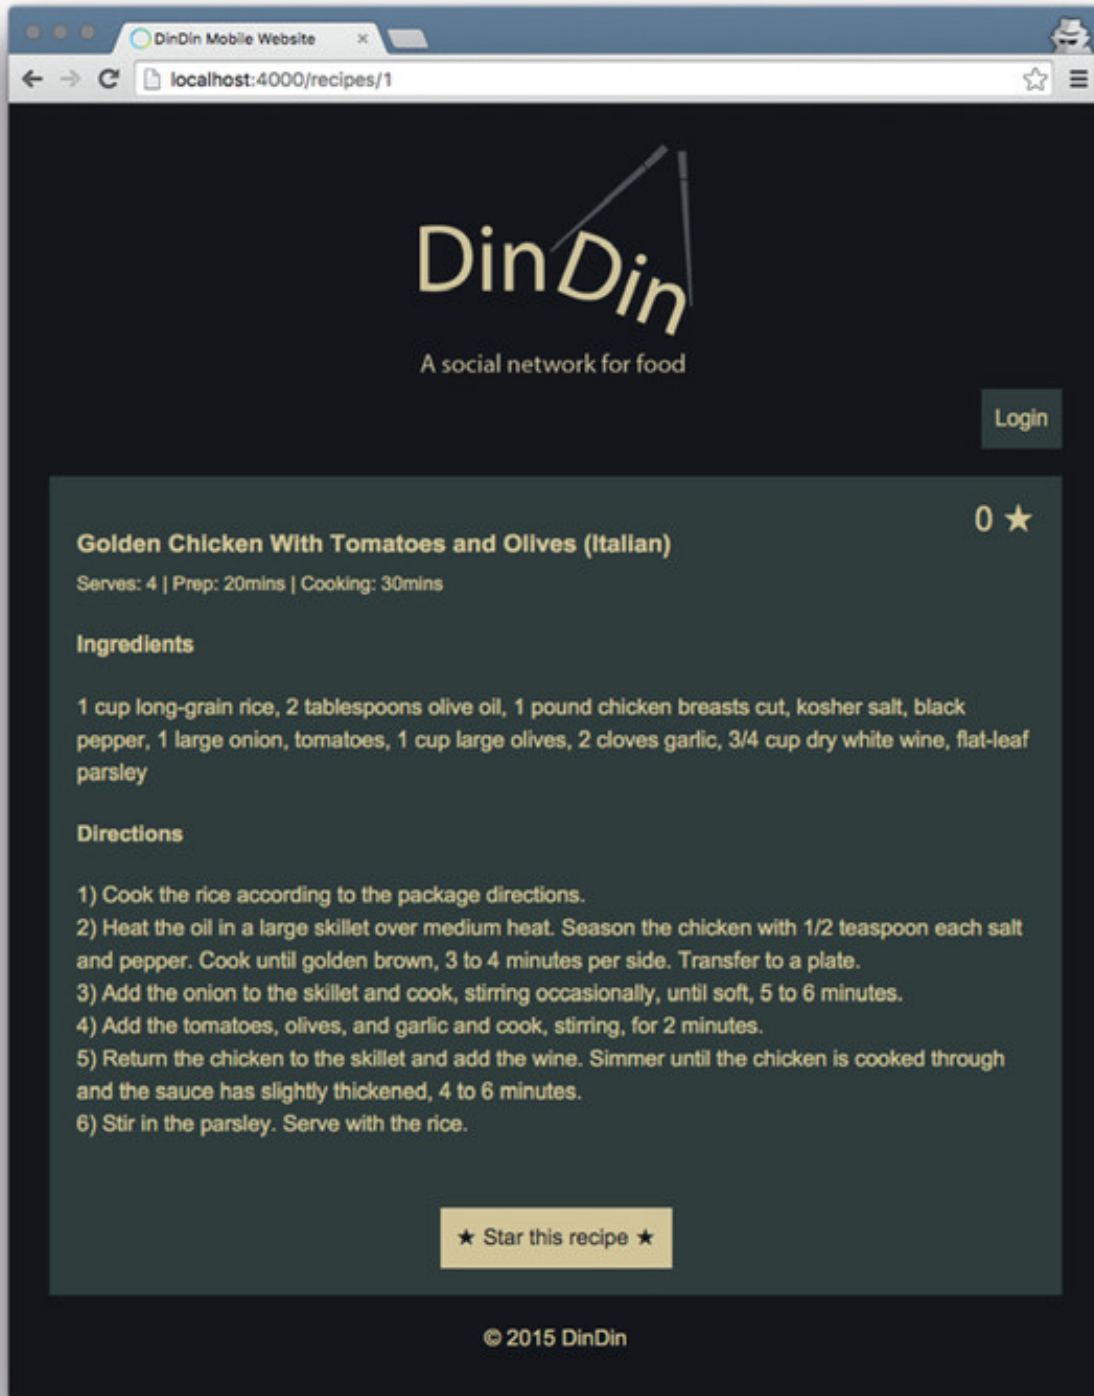 DinDin Mobile Website
localhost:4000/recipes/1
DinDin
A social network for food
Login
0 ★
Golden Chicken With Tomatoes and Olives (Italian)
Serves: 4 | Prep: 20mins | Cooking: 30mins
Ingredients
1 cup long-grain rice, 2 tablespoons olive oil, 1 pound chicken breasts cut, kosher salt, black
pepper, 1 large onion, tomatoes, 1 cup large olives, 2 cloves garlic, 3/4 cup dry white wine, flat-leaf
parsley
Directions
1) Cook the rice according to the package directions.
2) Heat the oil in a large skillet over medium heat. Season the chicken with 1/2 teaspoon each salt
and pepper. Cook until golden brown, 3 to 4 minutes per side. Transfer to a plate.
3) Add the onion to the skillet and cook, stirring occasionally, until soft, 5 to 6 minutes.
4) Add the tomatoes, olives, and garlic and cook, stirring, for 2 minutes.
5) Return the chicken to the skillet and add the wine. Simmer until the chicken is cooked through
and the sauce has slightly thickened, 4 to 6 minutes.
6) Stir in the parsley. Serve with the rice.
★ Star this recipe ★
© 2015 DinDin